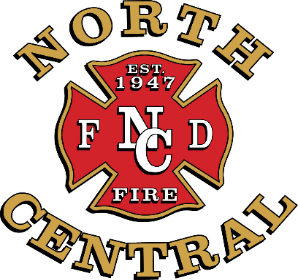 NORTH
EST.
1947
F NC D
FIRE
CENTRAL